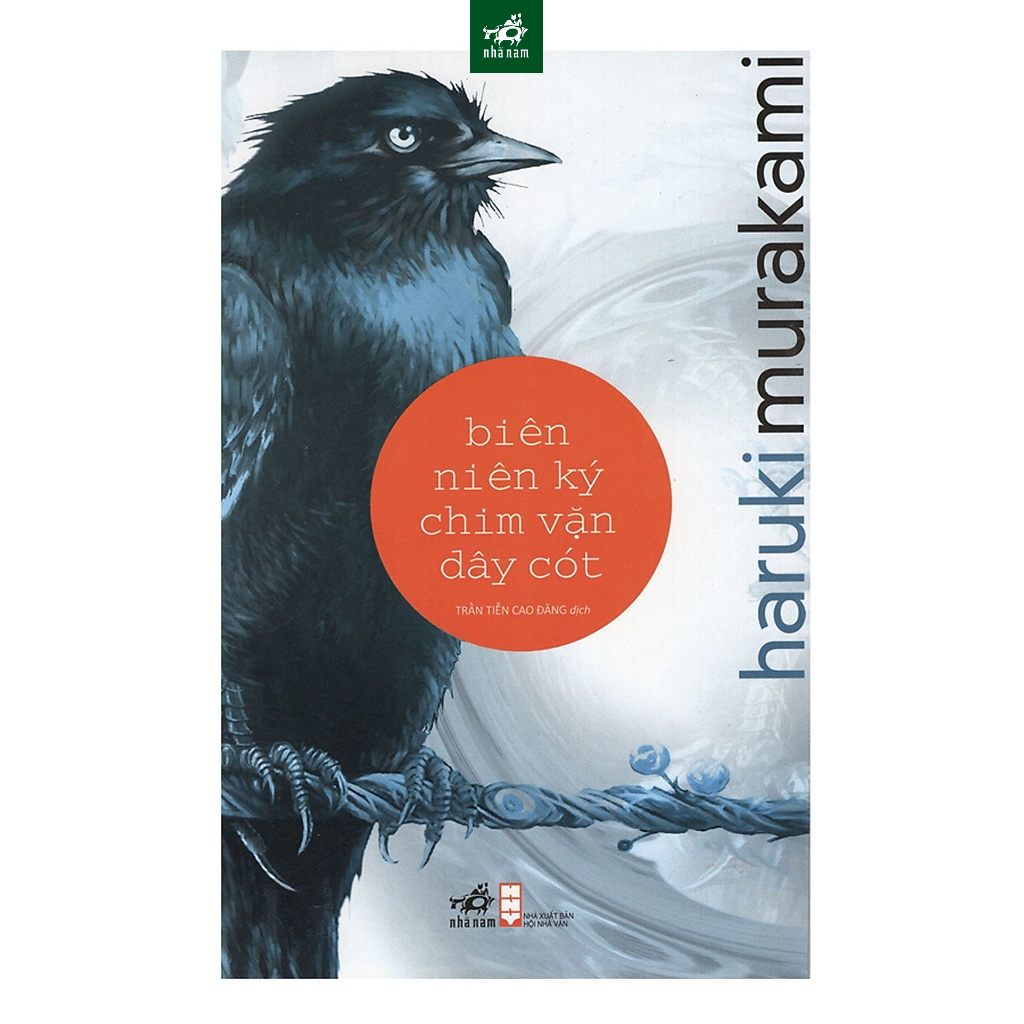 nhã nam
haruki murakami
biên
niên ký
chim vặn
dây cót
TRẦN TIỄN CAO ĐĂNG dịch
nhã nam
NHÀ XUẤT BẢN
HỘI NHÀ VĂN